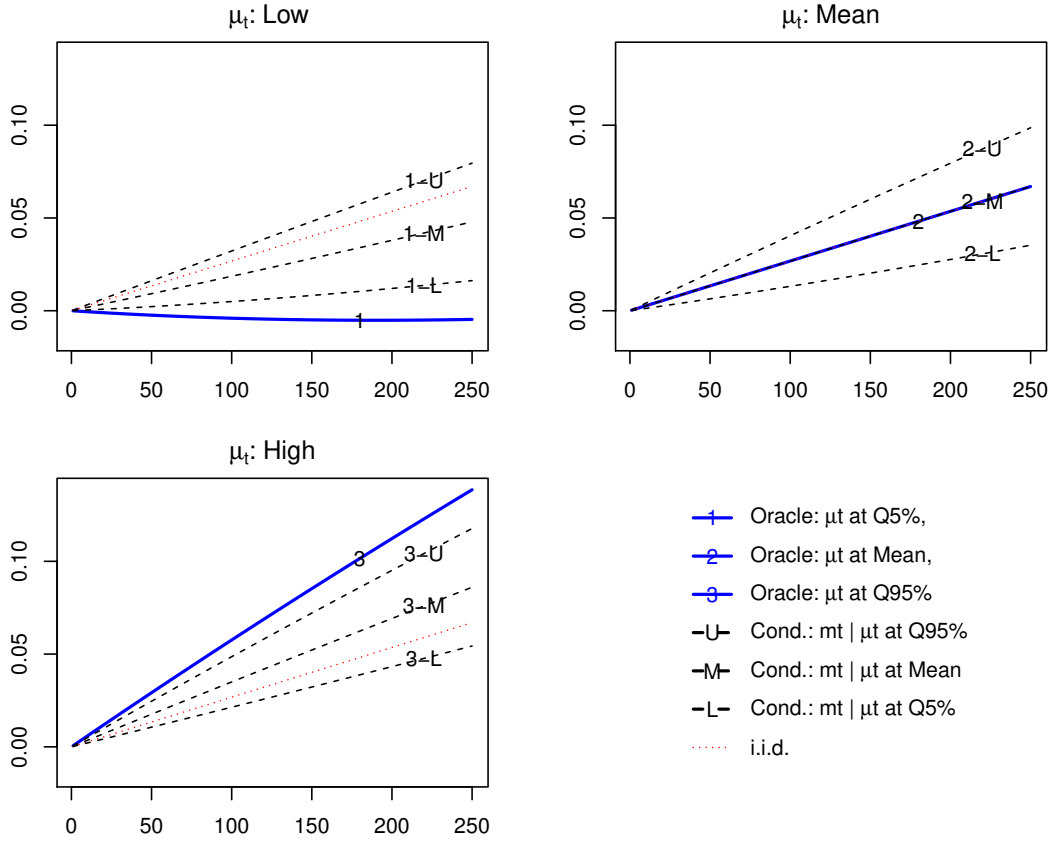 μt: Low
0.10
0.05
0.00
1–U
1–M
1–L
1
0 50 100 150 200 250
μt: Mean
0.10
0.05
0.00
2–U
2–M
2
2–L
0 50 100 150 200 250
μt: High
0.10
0.05
0.00
3
3–U
3–M
3–L
0 50 100 150 200 250
1 Oracle: μt at Q5%,
2 Oracle: μt at Mean,
3 Oracle: μt at Q95%
U Cond.: mt | μt at Q95%
M Cond.: mt | μt at Mean
L Cond.: mt | μt at Q5%
i.i.d.